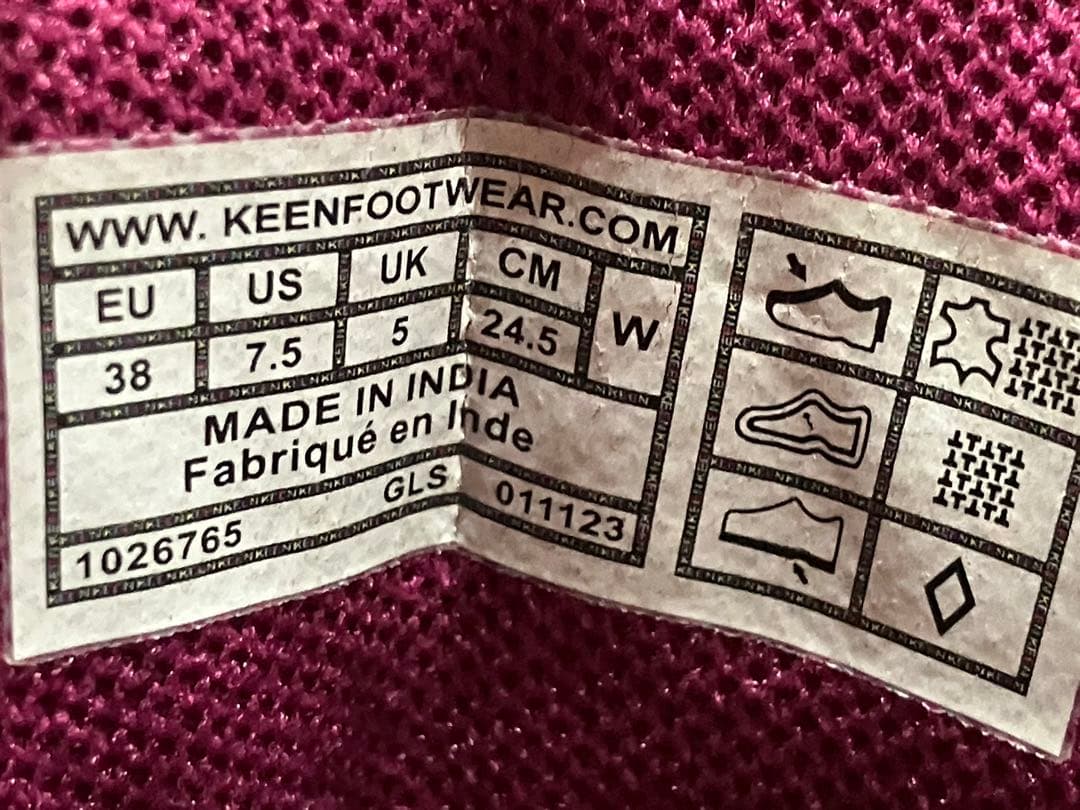 WWW. KEENFOOTWEAR.COM
EU US UK CM W
38 7.5 5 24.5
MADE IN INDIA
Fabriqué en Inde
1026765 GLS 011123